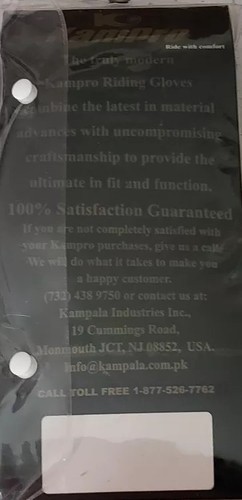 Kampro
Ride with comfort
The truly modern
Kampro Riding Gloves
combine the latest in material
advances with uncompromising
craftsmanship to provide the
ultimate in fit and function.
100% Satisfaction Guaranteed
If you are not completely satisfied with
your Kampro purchases, give us a call.
We will do what it takes to make you
a happy customer.
(732) 438 9750 or contact us at:
Kampala Industries Inc.,
19 Cummings Road,
Monmouth JCT, NJ 08852, USA.
Info@kampala.com.pk
CALL TOLL FREE 1-877-526-7762